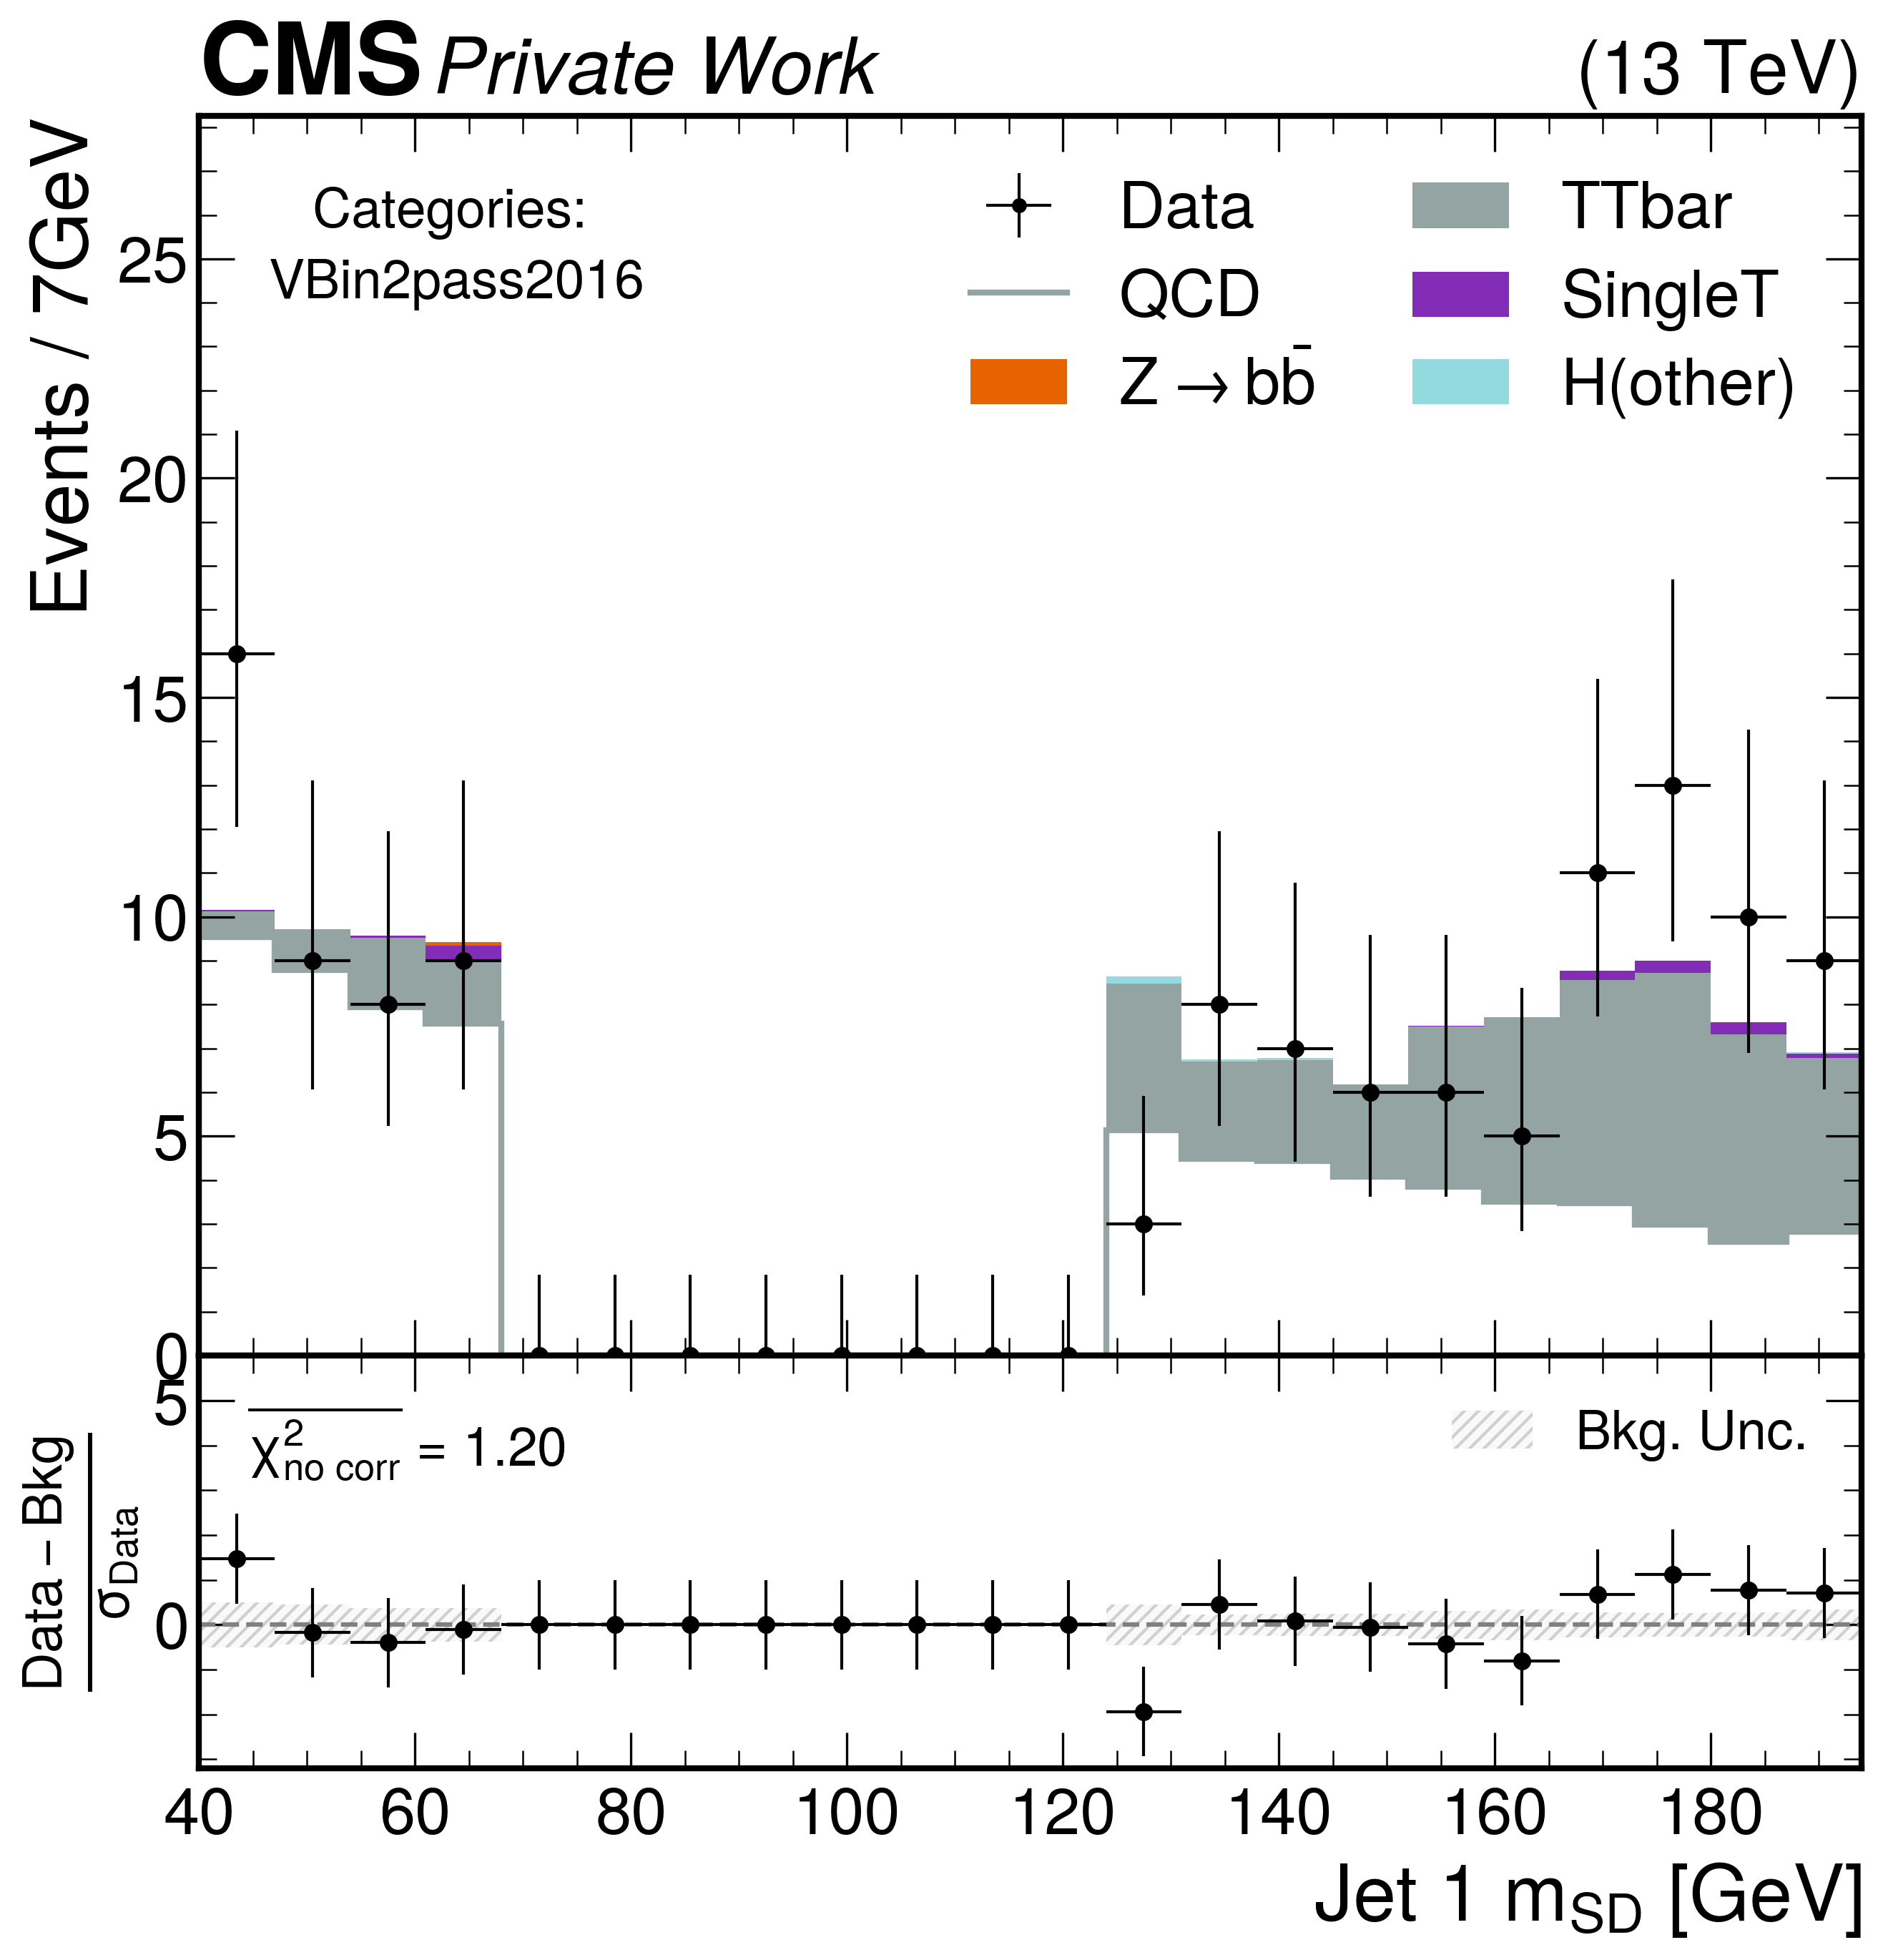 CMS Private Work (13 TeV)
Events / 7GeV
Categories:
VBin2pass2016
Data
QCD
Z → bb̄
TTbar
SingleT
H(other)
25
20
15
10
5
0
Data − Bkg
σData
5
0
χ²no corr = 1.20
Bkg. Unc.
40 60 80 100 120 140 160 180
Jet 1 mSD [GeV]